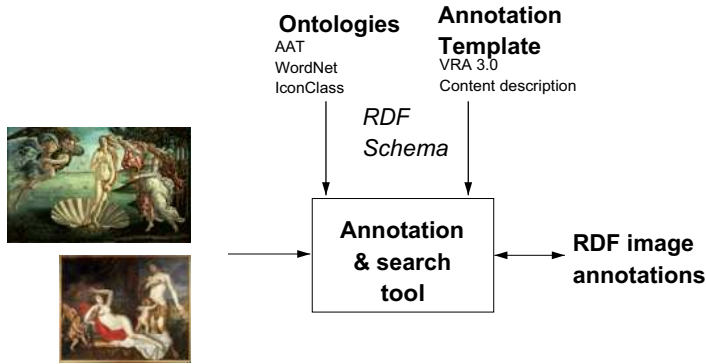 Ontologies
AAT
WordNet
IconClass
Annotation
Template
VRA 3.0
Content description
RDF
Schema
Annotation
& search
tool
RDF image
annotations